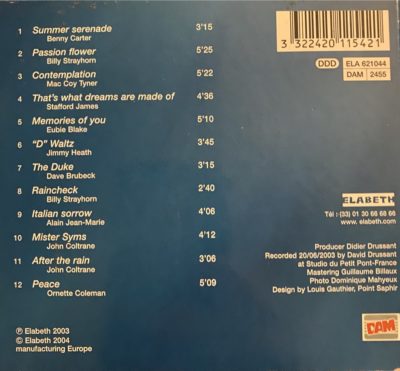 1 Summer serenade 3'15
Benny Carter
2 Passion flower 5'25
Billy Strayhorn
3 Contemplation 5'22
Mac Coy Tyner
4 That's what dreams are made of 4'36
Stafford James
5 Memories of you 5'10
Eubie Blake
6 "D" Waltz 3'45
Jimmy Heath
7 The Duke 3'15
Dave Brubeck
8 Raincheck 2'40
Billy Strayhorn
9 Italian sorrow 4'06
Alain Jean-Marie
10 Mister Syms 4'12
John Coltrane
11 After the rain 3'06
John Coltrane
12 Peace 5'09
Ornette Coleman
℗ Elabeth 2003
© Elabeth 2004
manufacturing Europe
3 322420 115421
DDD ELA 621044
DAM 2455
ELABETH
Tél : (33) 01 30 66 68 66
www.elabeth.com
Producer Didier Drussant
Recorded 20/06/2003 by David Drussant
at Studio du Petit Pont-France
Mastering Guillaume Billaux
Photo Dominique Mahyeux
Design by Louis Gauthier, Point Saphir
DAM